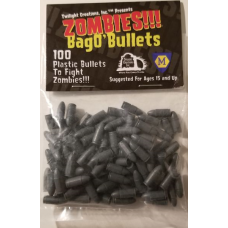 Twilight Creations, Inc.™ Presents
ZOMBIES!!!
Bag O' Bullets
100
Plastic Bullets
To Fight
Zombies!!!
M
Suggested For Ages 15 and Up